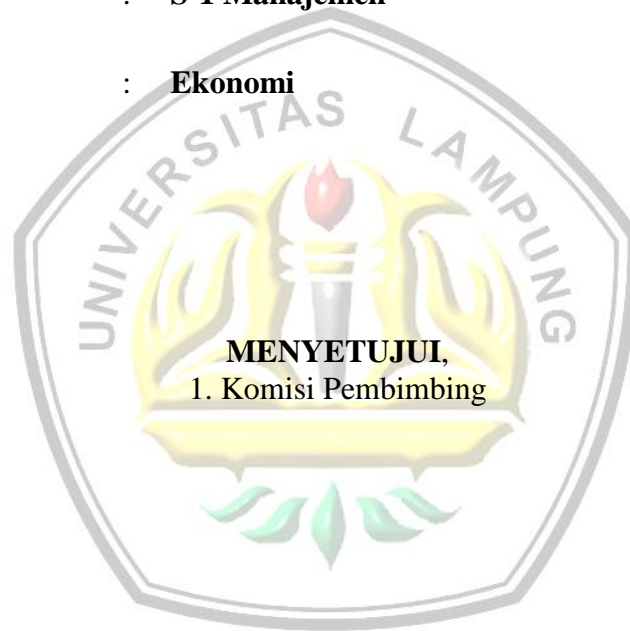 : Ekonomi
UNIVERSITAS LAMPUNG
MENYETUJUI,
1. Komisi Pembimbing